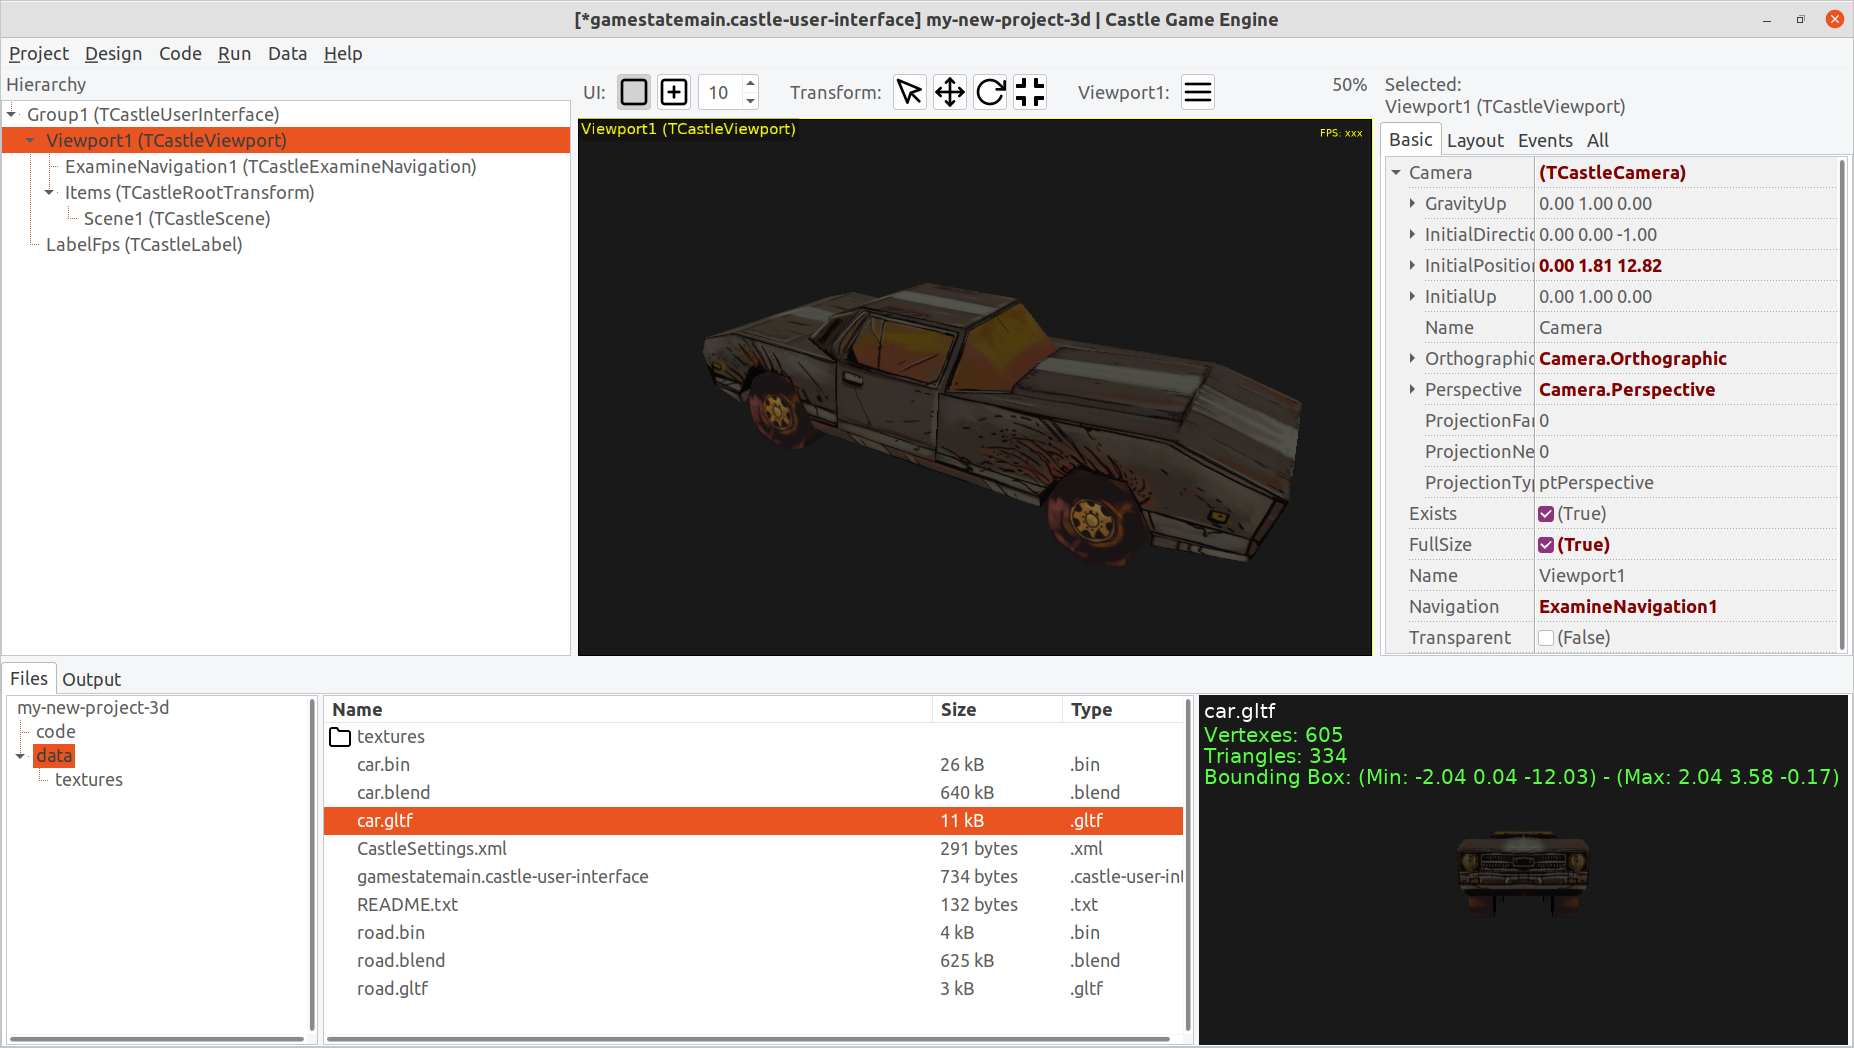 [*gamestatemain.castle-user-interface] my-new-project-3d | Castle Game Engine
Project Design Code Run Data Help
Hierarchy
Group1 (TCastleUserInterface)
Viewport1 (TCastleViewport)
ExamineNavigation1 (TCastleExamineNavigation)
Items (TCastleRootTransform)
Scene1 (TCastleScene)
LabelFps (TCastleLabel)
UI: 10 Transform: Viewport1: 50%
Viewport1 (TCastleViewport)
FPS: xxx
Selected:
Viewport1 (TCastleViewport)
Basic Layout Events All
Camera (TCastleCamera)
GravityUp 0.00 1.00 0.00
InitialDirectic 0.00 0.00 -1.00
InitialPosition 0.00 1.81 12.82
InitialUp 0.00 1.00 0.00
Name Camera
Orthographic Camera.Orthographic
Perspective Camera.Perspective
ProjectionFar 0
ProjectionNe 0
ProjectionTyp ptPerspective
Exists (True)
FullSize (True)
Name Viewport1
Navigation ExamineNavigation1
Transparent (False)
Files Output
my-new-project-3d
code
data
textures
Name Size Type
textures
car.bin 26 kB .bin
car.blend 640 kB .blend
car.gltf 11 kB .gltf
CastleSettings.xml 291 bytes .xml
gamestatemain.castle-user-interface 734 bytes .castle-user-int
README.txt 132 bytes .txt
road.bin 4 kB .bin
road.blend 625 kB .blend
road.gltf 3 kB .gltf
car.gltf
Vertexes: 605
Triangles: 334
Bounding Box: (Min: -2.04 0.04 -12.03) - (Max: 2.04 3.58 -0.17)